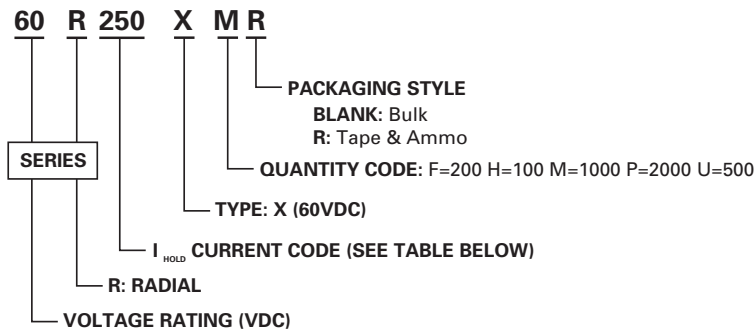 60 R 250 X M R
PACKAGING STYLE
BLANK: Bulk
R: Tape & Ammo
SERIES
QUANTITY CODE: F=200 H=100 M=1000 P=2000 U=500
TYPE: X (60VDC)
I HOLD CURRENT CODE (SEE TABLE BELOW)
R: RADIAL
VOLTAGE RATING (VDC)